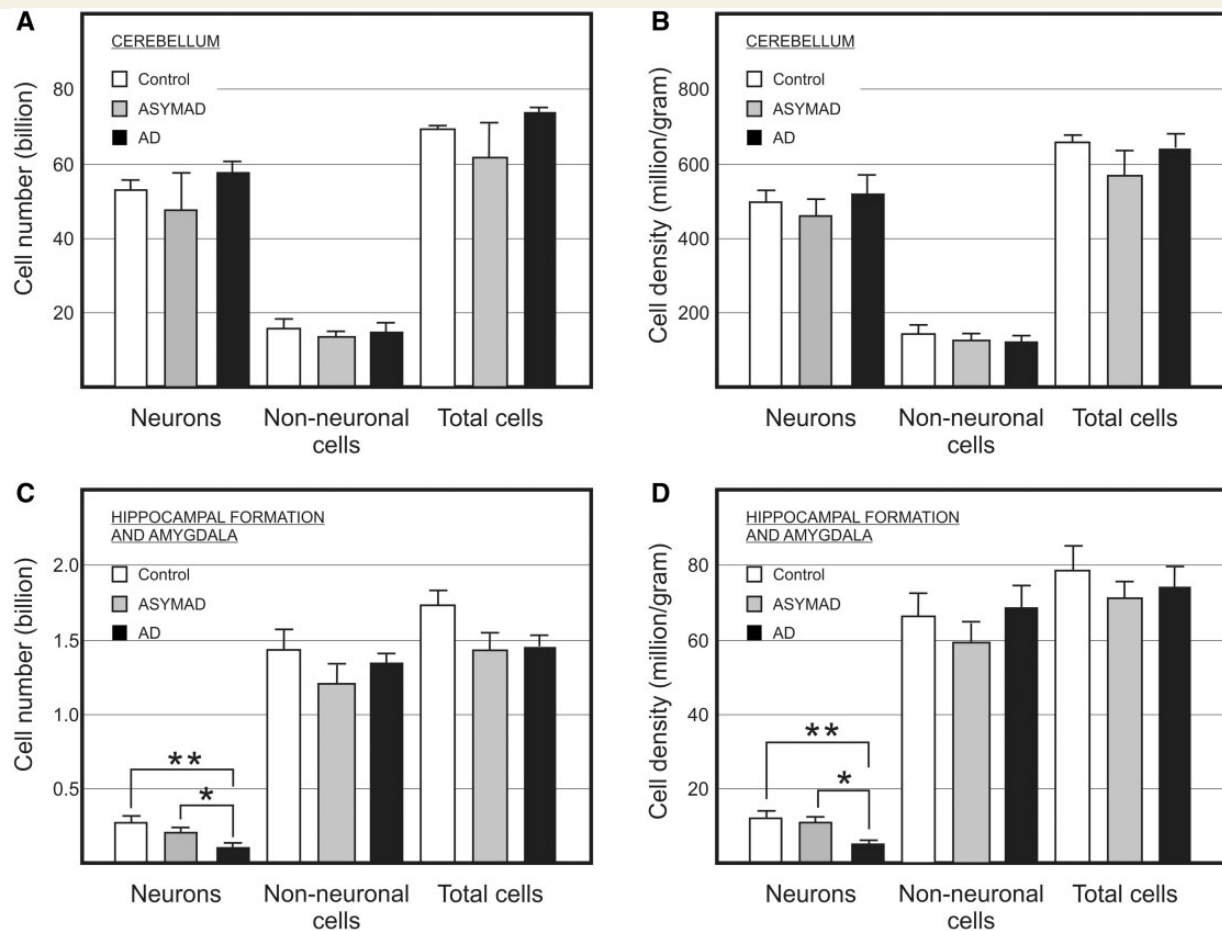 A
CEREBELLUM
Control
ASYMAD
AD
Cell number (billion)
80
60
40
20
Neurons
Non-neuronal
cells
Total cells
B
CEREBELLUM
Control
ASYMAD
AD
Cell density (million/gram)
800
600
400
200
Neurons
Non-neuronal
cells
Total cells
C
HIPPOCAMPAL FORMATION
AND AMYGDALA
Control
ASYMAD
AD
Cell number (billion)
2.0
1.5
1.0
0.5
**
*
Neurons
Non-neuronal
cells
Total cells
D
HIPPOCAMPAL FORMATION
AND AMYGDALA
Control
ASYMAD
AD
Cell density (million/gram)
80
60
40
20
**
*
Neurons
Non-neuronal
cells
Total cells